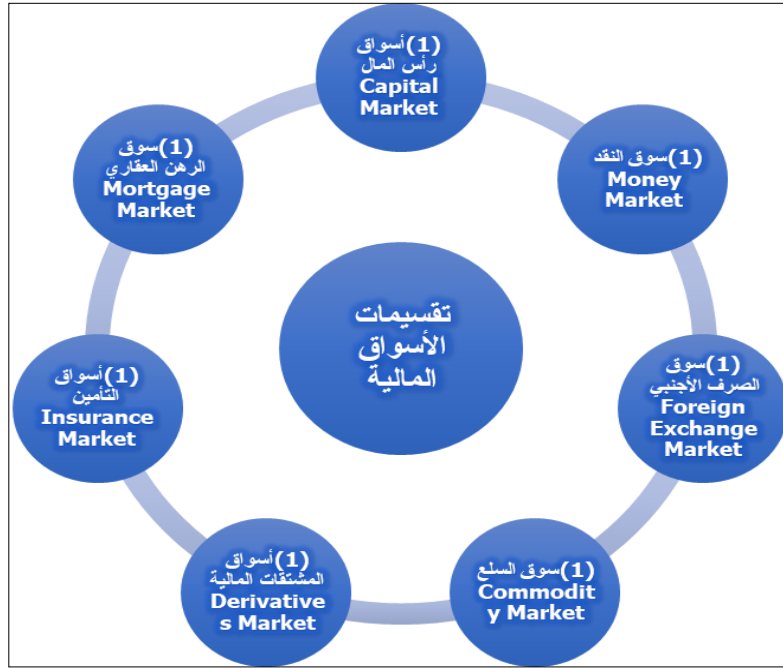 (1)أسواق
رأس المال
Capital
Market
(1)سوق النقد
Money
Market
(1)سوق
الصرف الأجنبي
Foreign
Exchange
Market
(1)سوق السلع
Commodit
y Market
(1)أسواق
المشتقات المالية
Derivative
s Market
(1)أسواق
التأمين
Insurance
Market
(1)سوق
الرهن العقاري
Mortgage
Market
تقسيمات
الأسواق
المالية